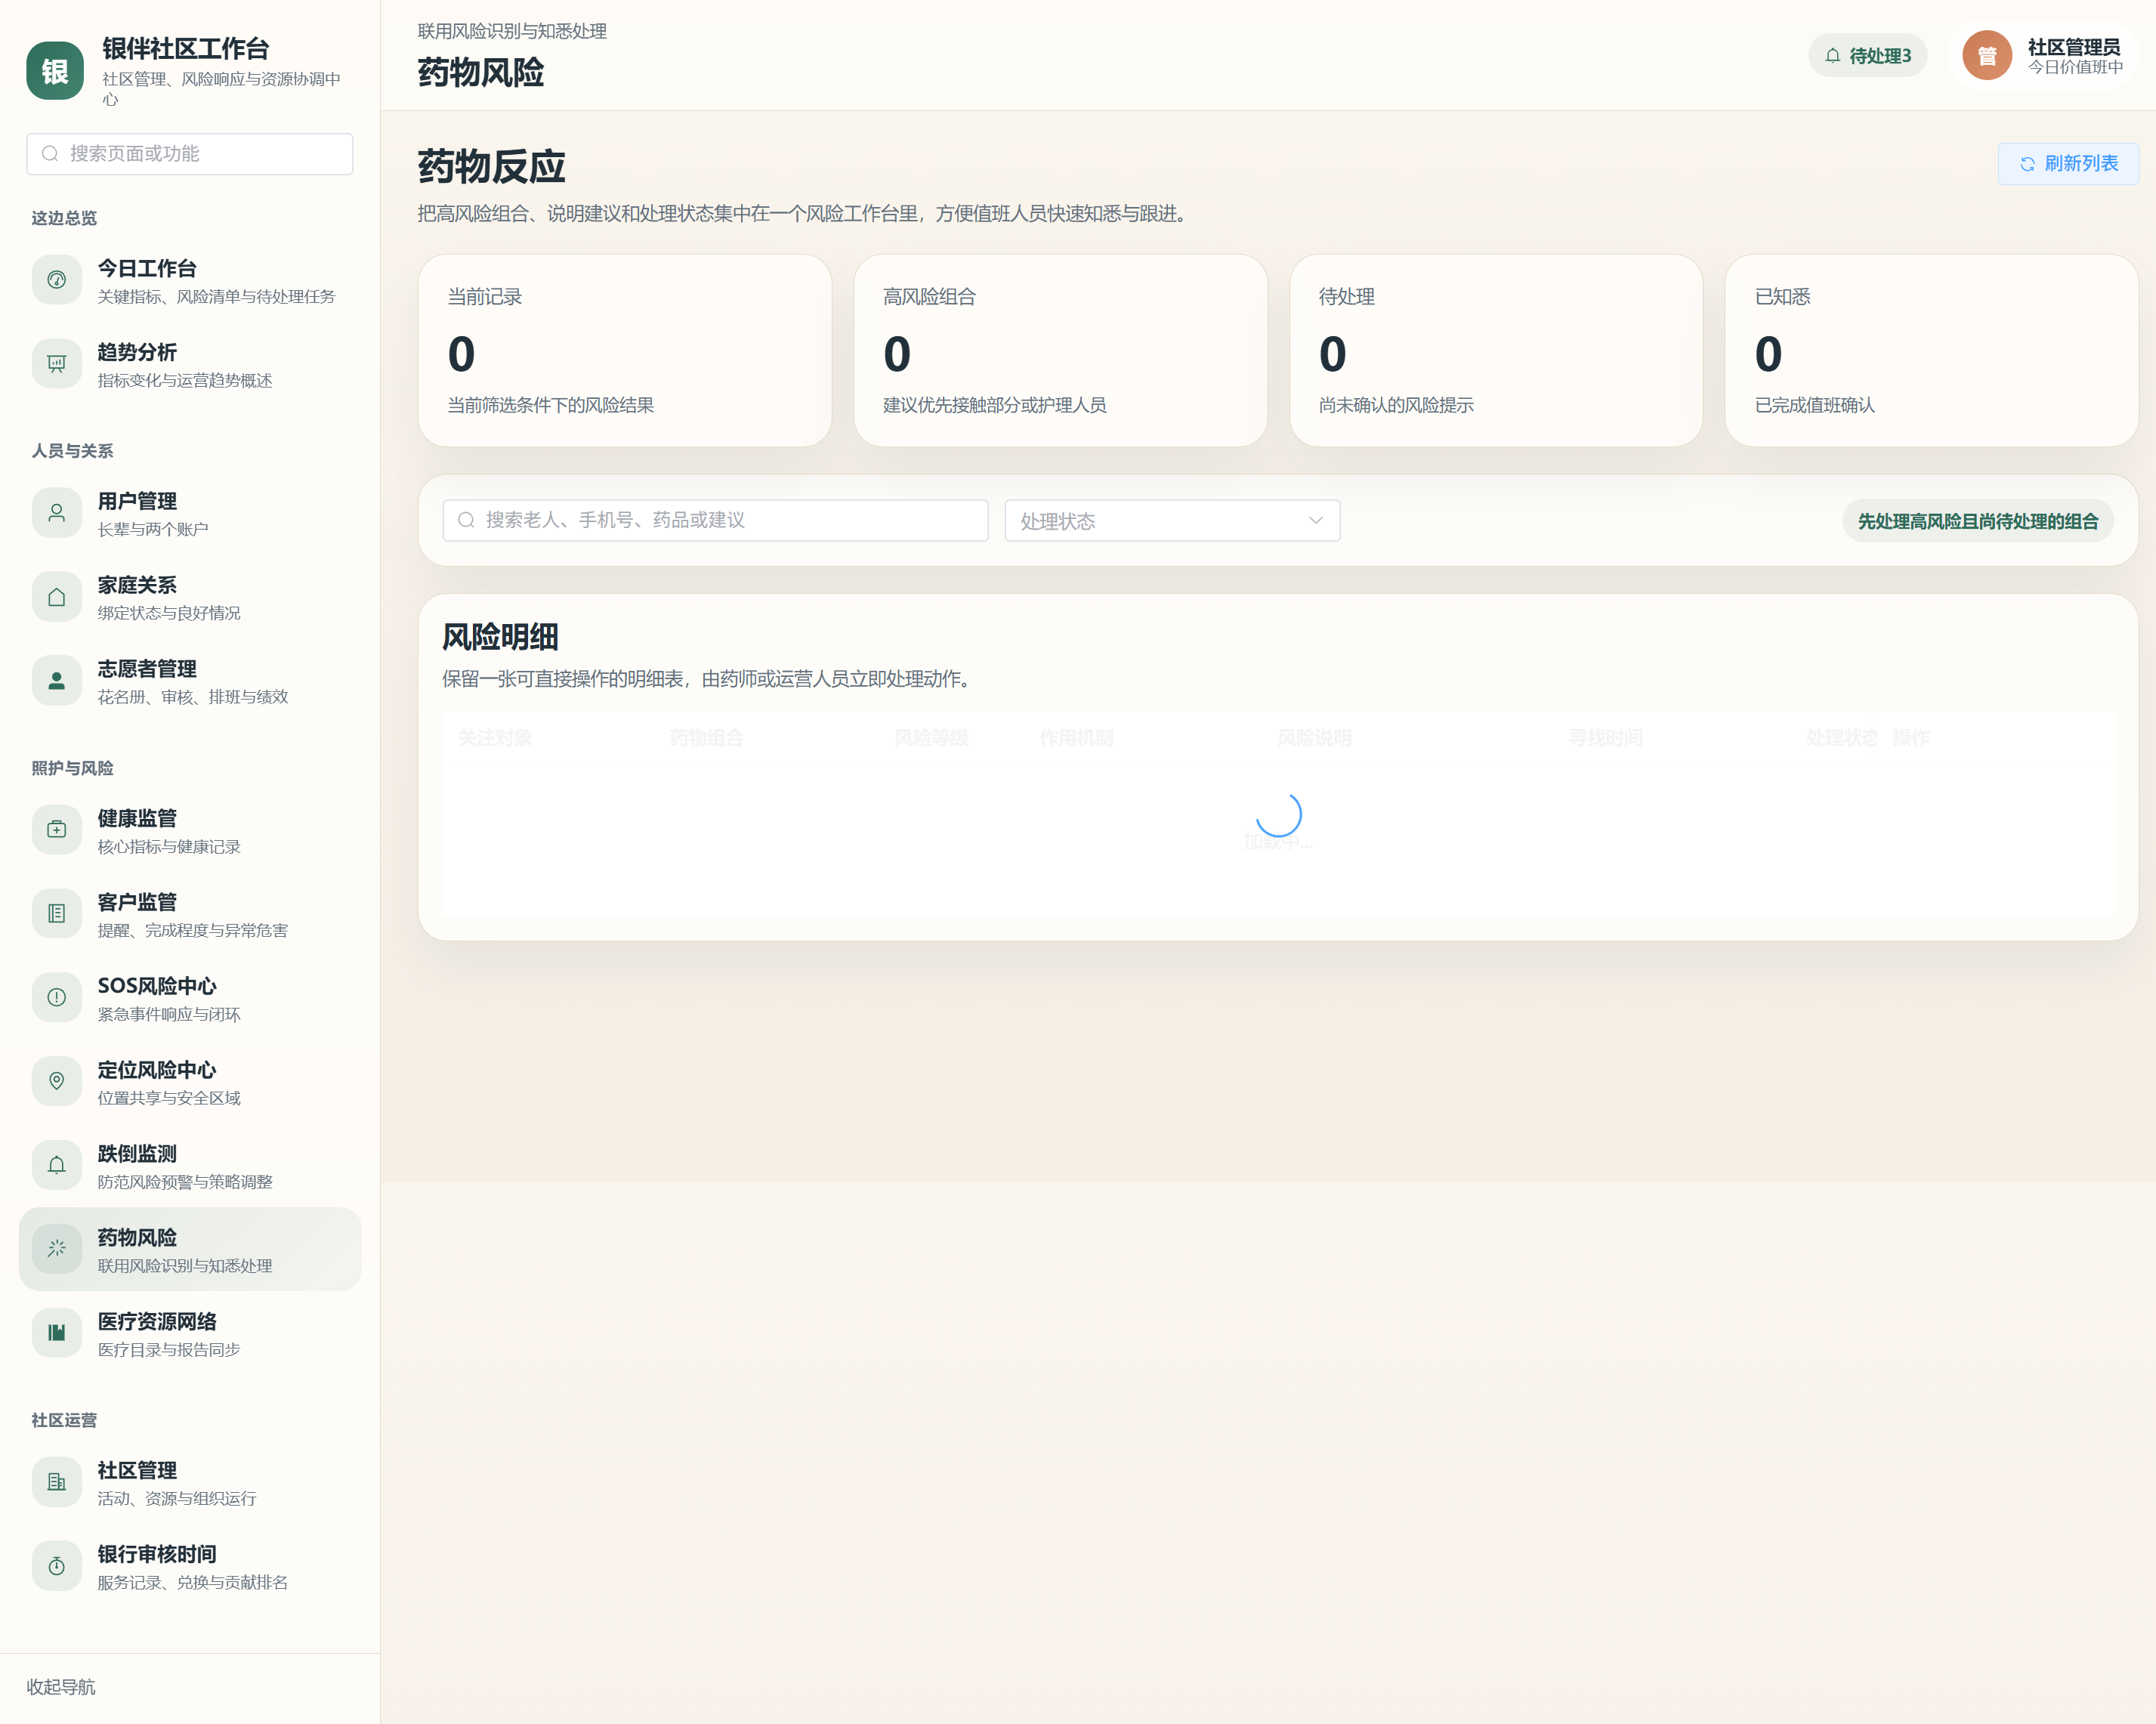 银
银伴社区工作台
社区管理、风险响应与资源协调中
心
搜索页面或功能
这边总览
今日工作台
关键指标、风险清单与待处理任务
趋势分析
指标变化与运营趋势概述
人员与关系
用户管理
长辈与两个账户
家庭关系
绑定状态与良好情况
志愿者管理
花名册、审核、排班与绩效
照护与风险
健康监管
核心指标与健康记录
客户监管
提醒、完成程度与异常危害
SOS风险中心
紧急事件响应与闭环
定位风险中心
位置共享与安全区域
跌倒监测
防范风险预警与策略调整
药物风险
联用风险识别与知悉处理
医疗资源网络
医疗目录与报告同步
社区运营
社区管理
活动、资源与组织运行
银行审核时间
服务记录、兑换与贡献排名
收起导航
联用风险识别与知悉处理
药物风险
待处理3
管
社区管理员
今日价值班中
药物反应
刷新列表
把高风险组合、说明建议和处理状态集中在一个风险工作台里，方便值班人员快速知悉与跟进。
当前记录
0
当前筛选条件下的风险结果
高风险组合
0
建议优先接触部分或护理人员
待处理
0
尚未确认的风险提示
已知悉
0
已完成值班确认
搜索老人、手机号、药品或建议
处理状态
先处理高风险且尚待处理的组合
风险明细
保留一张可直接操作的明细表，由药师或运营人员立即处理动作。
关注对象 药物组合 风险等级 作用机制 风险说明 寻找时间 处理状态 操作
加载中...